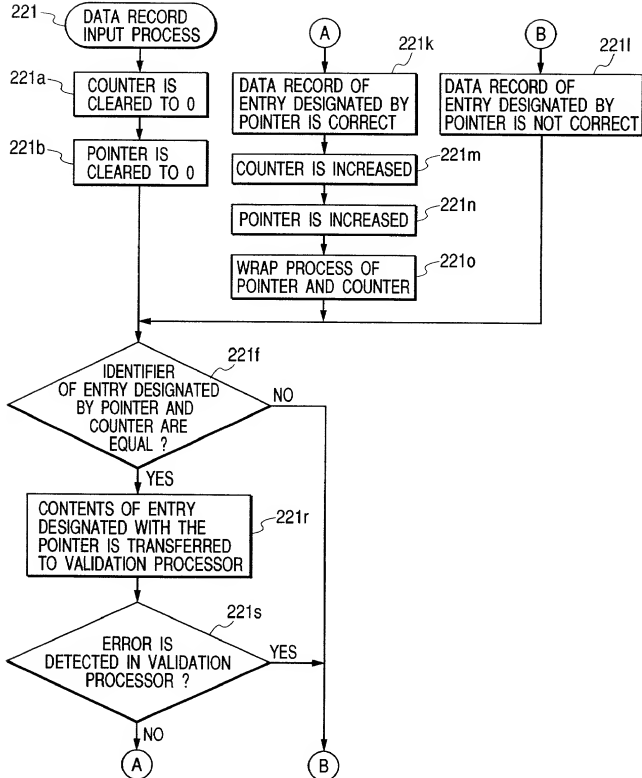 221
DATA RECORD
INPUT PROCESS
221a
COUNTER IS
CLEARED TO 0
221b
POINTER IS
CLEARED TO 0
A
221k
DATA RECORD OF
ENTRY DESIGNATED BY
POINTER IS CORRECT
COUNTER IS INCREASED
221m
POINTER IS INCREASED
221n
WRAP PROCESS OF
POINTER AND COUNTER
221o
B
221l
DATA RECORD OF
ENTRY DESIGNATED BY
POINTER IS NOT CORRECT
221f
IDENTIFIER
OF ENTRY DESIGNATED
BY POINTER AND
COUNTER ARE
EQUAL ?
NO
YES
CONTENTS OF ENTRY
DESIGNATED WITH THE
POINTER IS TRANSFERRED
TO VALIDATION PROCESSOR
221r
221s
ERROR IS
DETECTED IN VALIDATION
PROCESSOR ?
YES
NO
A
B